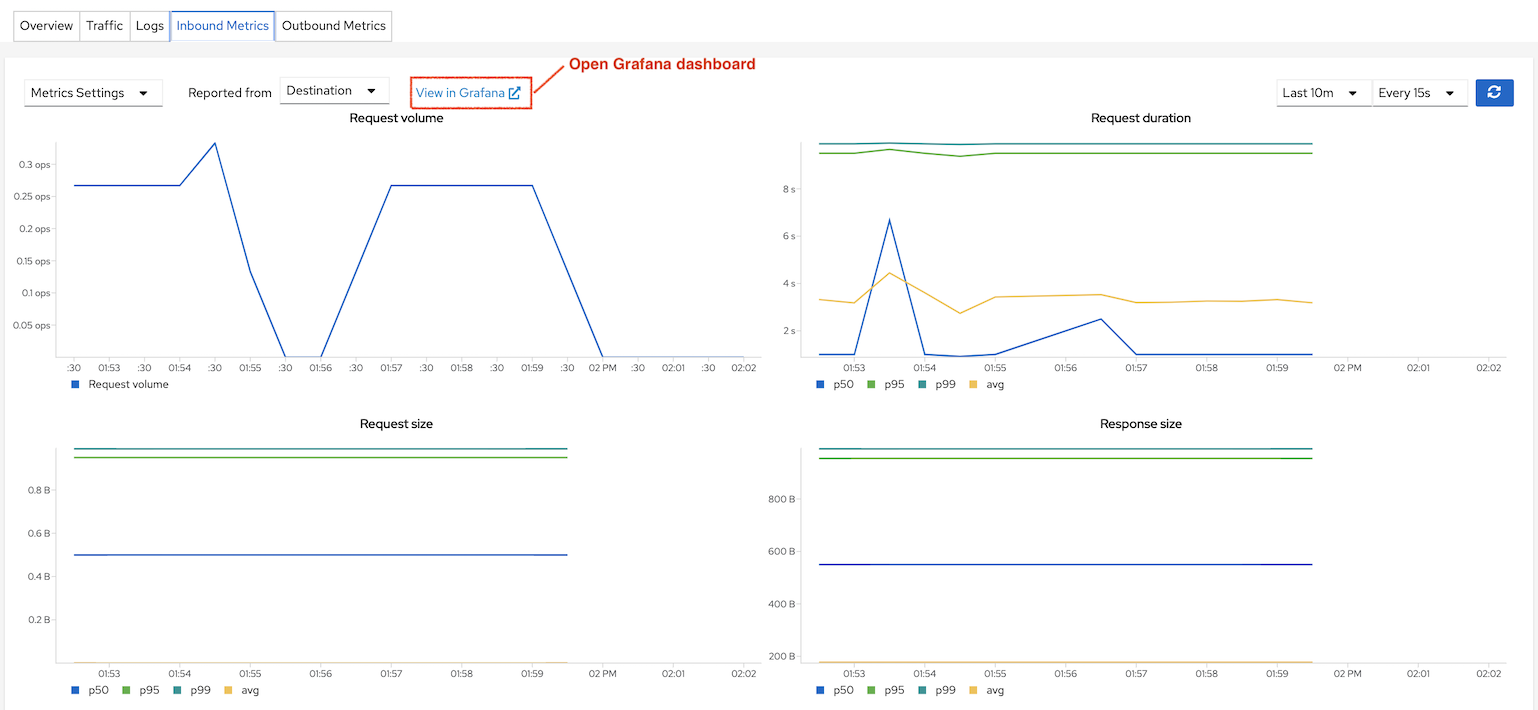 Overview Traffic Logs Inbound Metrics Outbound Metrics
Open Grafana dashboard
Metrics Settings Reported from Destination View in Grafana Last 10m Every 15s
Request volume
0.3 ops
0.25 ops
0.2 ops
0.15 ops
0.1 ops
0.05 ops
:30 01:53 :30 01:54 :30 01:55 :30 01:56 :30 01:57 :30 01:58 :30 01:59 :30 02 PM :30 02:01 :30 02:02
Request volume
Request duration
8 s
6 s
4 s
2 s
01:53 01:54 01:55 01:56 01:57 01:58 01:59 02 PM 02:01 02:02
p50 p95 p99 avg
Request size
0.8 B
0.6 B
0.4 B
0.2 B
01:53 01:54 01:55 01:56 01:57 01:58 01:59 02 PM 02:01 02:02
p50 p95 p99 avg
Response size
800 B
600 B
400 B
200 B
01:53 01:54 01:55 01:56 01:57 01:58 01:59 02 PM 02:01 02:02
p50 p95 p99 avg